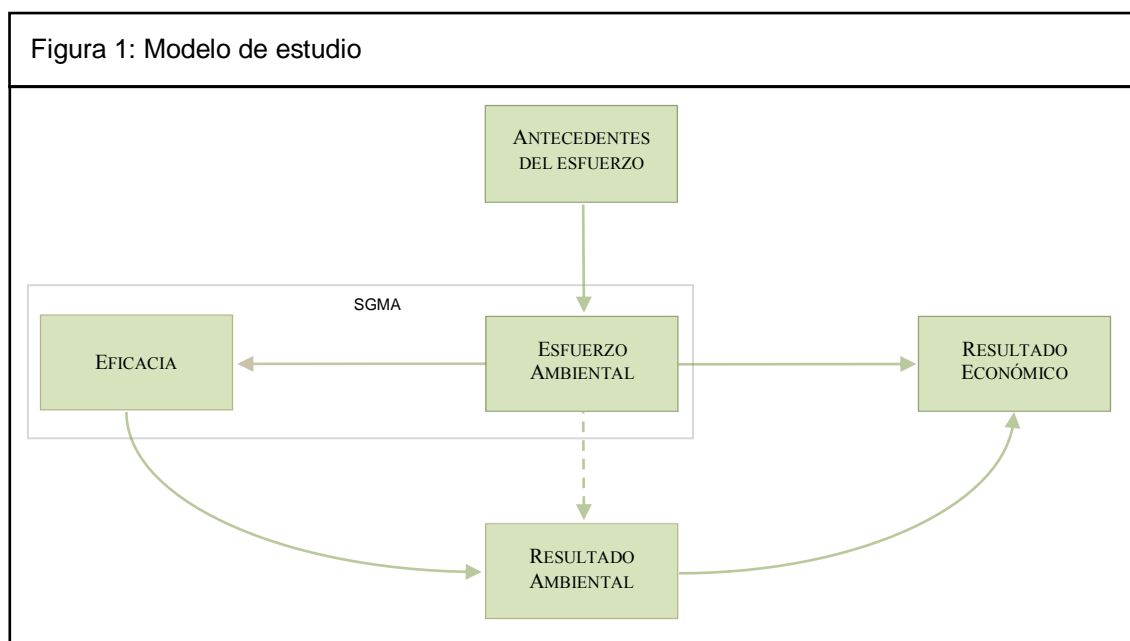 Figura 1: Modelo de estudio
ANTECEDENTES
DEL ESFUERZO
SGMA
EFICACIA
ESFUERZO
AMBIENTAL
RESULTADO
ECONÓMICO
RESULTADO
AMBIENTAL